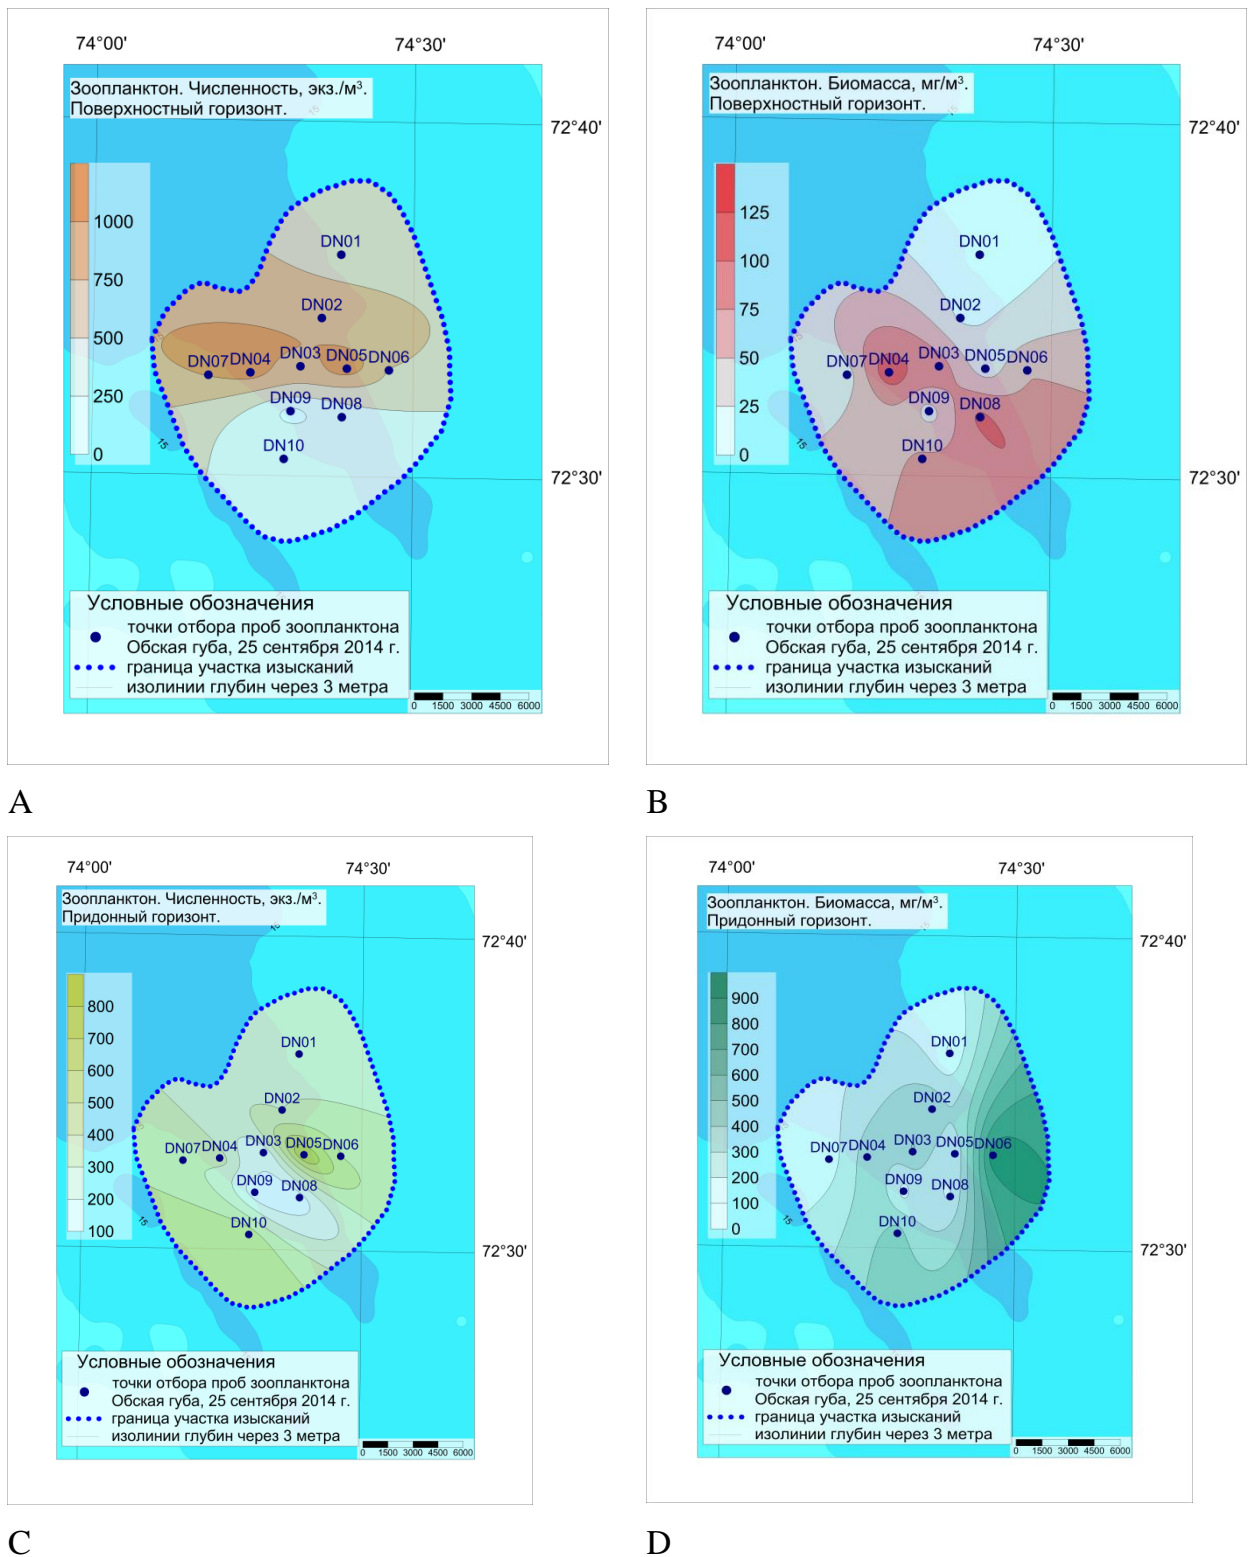 74°00'
74°30'
Зоопланктон. Численность, экз./м³.
Поверхностный горизонт.
15
72°40'
1000
750
500
250
0
DN01
DN02
DN03
DN07
DN04
DN05
DN06
DN09
DN08
DN10
15
72°30'
Условные обозначения
точки отбора проб зоопланктона
Обская губа, 25 сентября 2014 г.
граница участка изысканий
изолинии глубин через 3 метра
0 1500 3000 4500 6000
A
74°00'
74°30'
Зоопланктон. Биомасса, мг/м³.
Поверхностный горизонт.
15
72°40'
125
100
75
50
25
0
DN01
DN02
DN03
DN07
DN04
DN05
DN06
DN09
DN08
DN10
15
72°30'
Условные обозначения
точки отбора проб зоопланктона
Обская губа, 25 сентября 2014 г.
граница участка изысканий
изолинии глубин через 3 метра
0 1500 3000 4500 6000
B
74°00'
74°30'
Зоопланктон. Численность, экз./м³.
Придонный горизонт.
15
72°40'
800
700
600
500
400
300
200
100
DN01
DN02
DN03
DN07
DN04
DN05
DN06
DN09
DN08
DN10
15
72°30'
Условные обозначения
точки отбора проб зоопланктона
Обская губа, 25 сентября 2014 г.
граница участка изысканий
изолинии глубин через 3 метра
0 1500 3000 4500 6000
C
74°00'
74°30'
Зоопланктон. Биомасса, мг/м³.
Придонный горизонт.
15
72°40'
900
800
700
600
500
400
300
200
100
0
DN01
DN02
DN03
DN07
DN04
DN05
DN06
DN09
DN08
DN10
15
72°30'
Условные обозначения
точки отбора проб зоопланктона
Обская губа, 25 сентября 2014 г.
граница участка изысканий
изолинии глубин через 3 метра
0 1500 3000 4500 6000
D